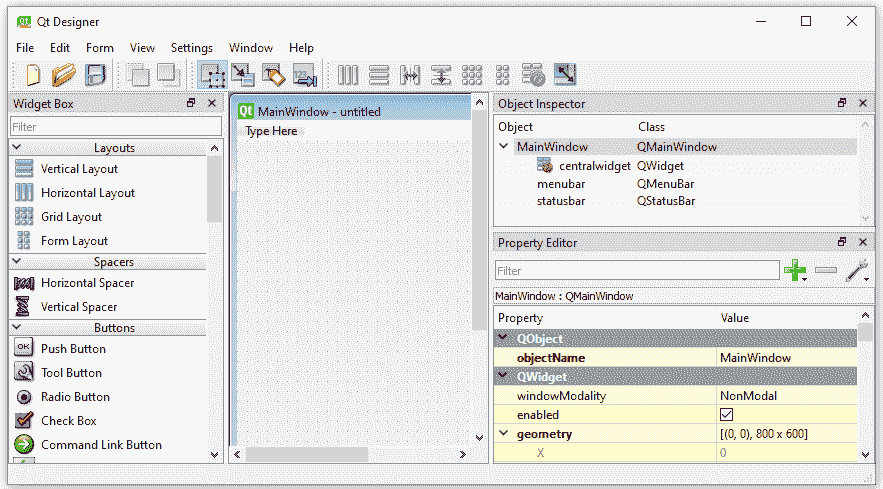 Qt Designer
File Edit Form View Settings Window Help
123
Widget Box
Filter
Layouts
Vertical Layout
Horizontal Layout
Grid Layout
Form Layout
Spacers
Horizontal Spacer
Vertical Spacer
Buttons
OK Push Button
Tool Button
Radio Button
Check Box
Command Link Button
Qt MainWindow - untitled
Type Here
Object Inspector
Object Class
MainWindow QMainWindow
centralwidget QWidget
menubar QMenuBar
statusbar QStatusBar
Property Editor
Filter
MainWindow : QMainWindow
Property Value
QObject
objectName MainWindow
QWidget
windowModality NonModal
enabled
geometry [(0, 0), 800 x 600]
X 0